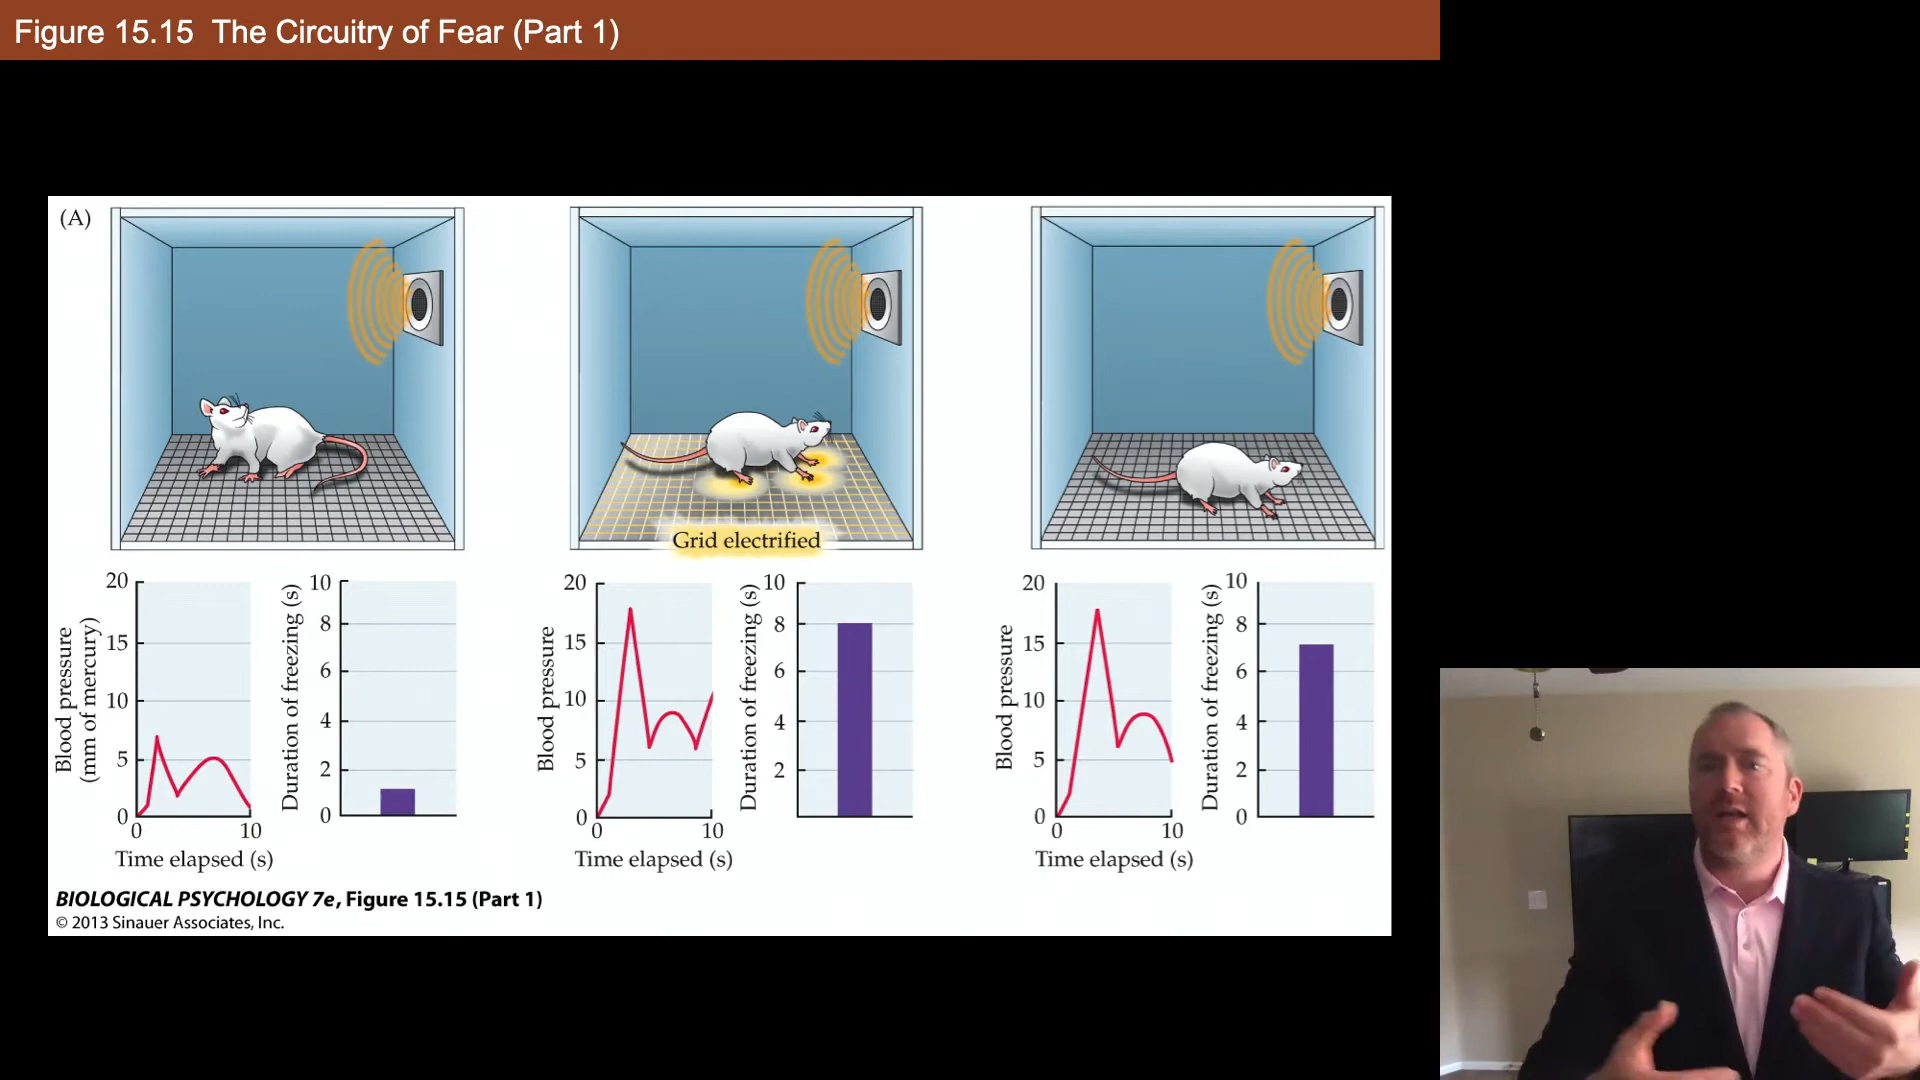 Figure 15.15 The Circuitry of Fear (Part 1)
(A)
Grid electrified
Blood pressure
(mm of mercury)
20
15
10
5
0
0
10
Time elapsed (s)
Duration of freezing (s)
10
8
6
4
2
0
Blood pressure
20
15
10
5
0
0
10
Time elapsed (s)
Duration of freezing (s)
10
8
6
4
2
Blood pressure
20
15
10
5
0
0
10
Time elapsed (s)
Duration of freezing (s)
10
8
6
4
2
0
BIOLOGICAL PSYCHOLOGY 7e, Figure 15.15 (Part 1)
© 2013 Sinauer Associates, Inc.